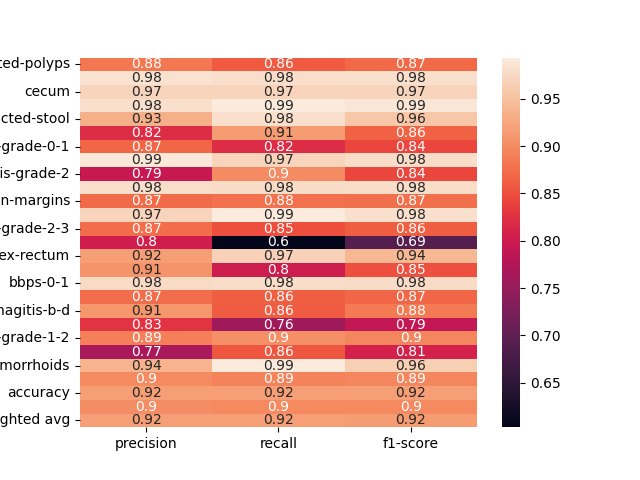 ted-polyps 0.88 0.86 0.87
0.98 0.98 0.98
cecum 0.97 0.97 0.97
0.98 0.99 0.99
cted-stool 0.93 0.98 0.96
0.82 0.91 0.86
-grade-0-1 0.87 0.82 0.84
0.99 0.97 0.98
is-grade-2 0.79 0.9 0.84
0.98 0.98 0.98
n-margins 0.87 0.88 0.87
0.97 0.99 0.98
-grade-2-3 0.87 0.85 0.86
0.8 0.6 0.69
ex-rectum 0.92 0.97 0.94
0.91 0.8 0.85
bbps-0-1 0.98 0.98 0.98
0.87 0.86 0.87
nagitis-b-d 0.91 0.86 0.88
0.83 0.76 0.79
-grade-1-2 0.89 0.9 0.9
0.77 0.86 0.81
morrhoids 0.94 0.99 0.96
0.9 0.89 0.89
accuracy 0.92 0.92 0.92
0.9 0.9 0.9
ghted avg 0.92 0.92 0.92
precision recall f1-score
0.95
0.90
0.85
0.80
0.75
0.70
0.65